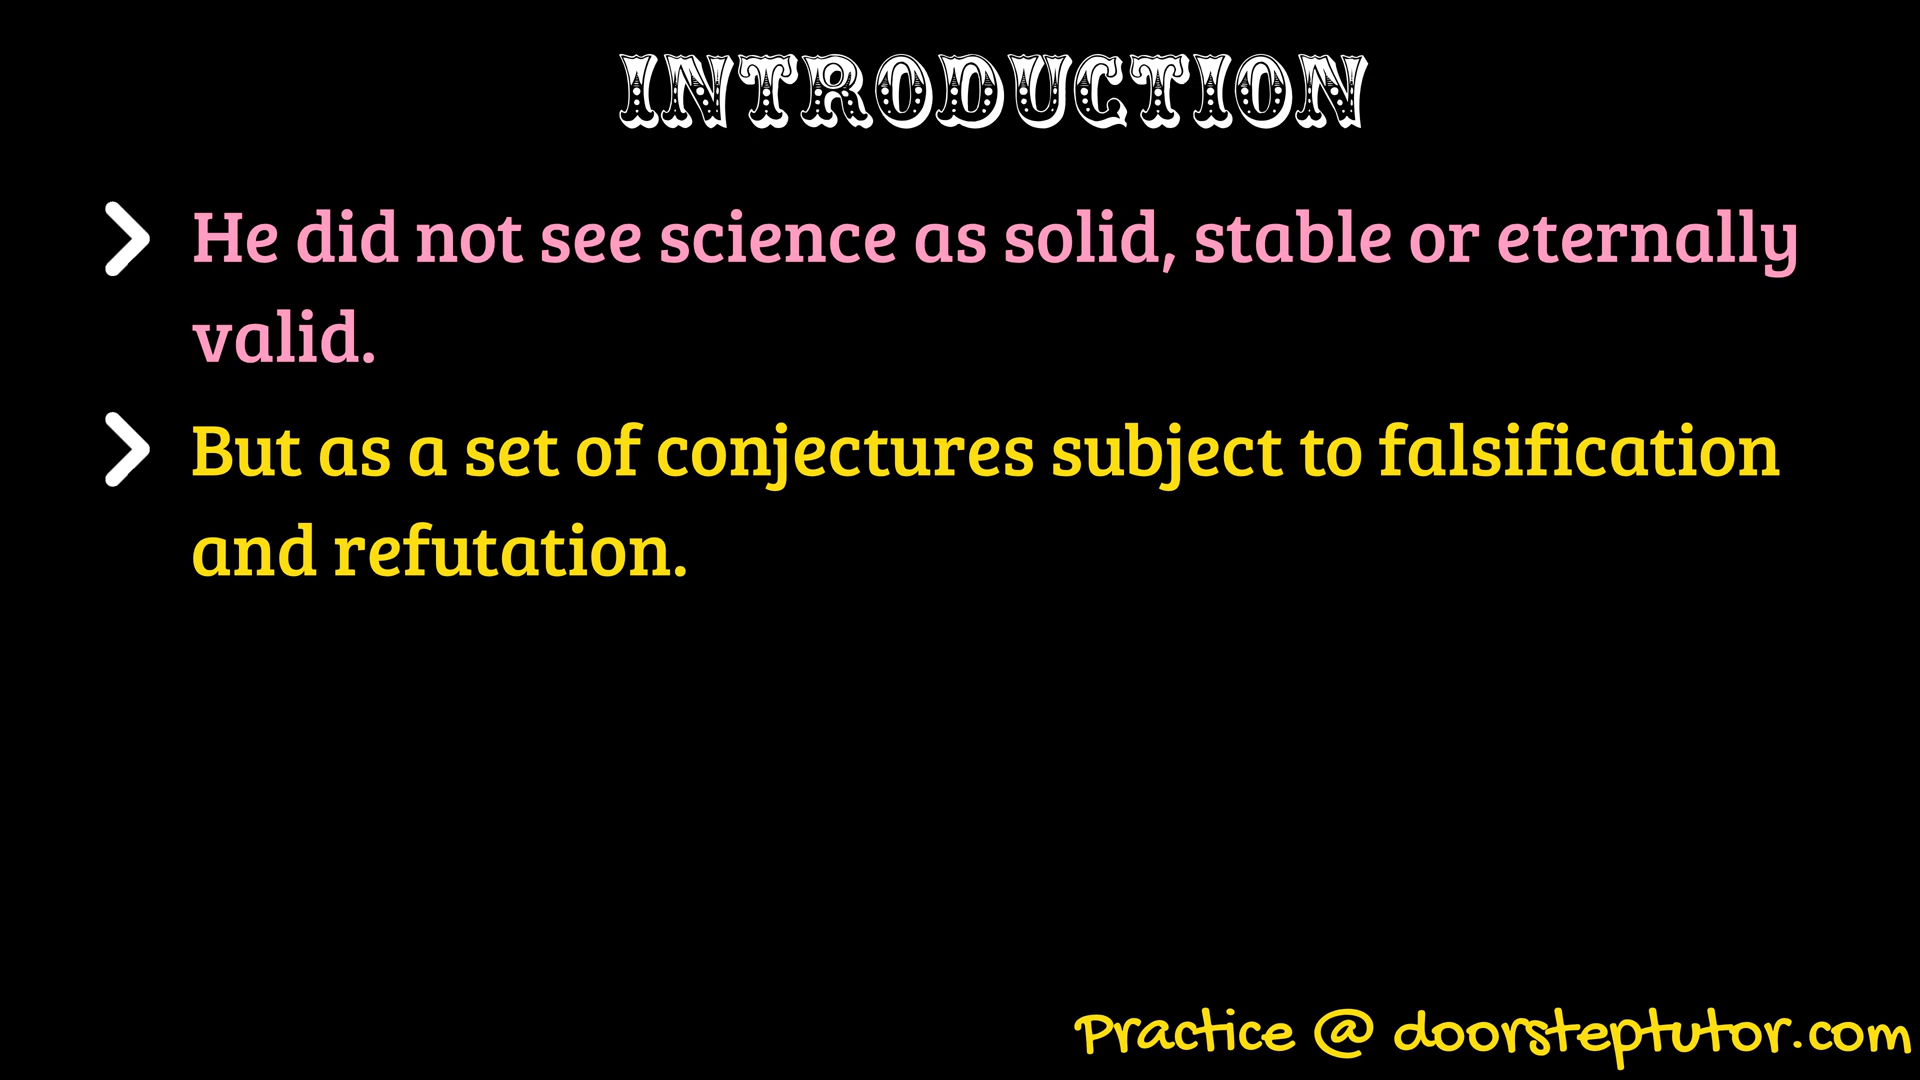 INTRODUCTION
He did not see science as solid, stable or eternally
valid.
But as a set of conjectures subject to falsification
and refutation.
Practice @ doorsteptutor.com